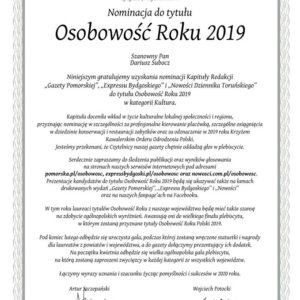 Nominacja do tytułu
Osobowość Roku 2019
Szanowny Pan
Dariusz Subocz
Niniejszym gratulujemy uzyskania nominacji Kapituły Redakcji
„Gazety Pomorskiej”, „Expressu Bydgoskiego” i „Nowości Dziennika Toruńskiego”
do tytułu Osobowość Roku 2019
w kategorii Kultura.
Kapituła doceniła wkład w życie kulturalne lokalnej społeczności i regionu,
przyznając nominację w szczególności za profesjonalne kierowanie placówką, szczególne osiągnięcia
w dziedzinie konserwacji i restauracji zabytków oraz za odznaczenie w 2019 roku Krzyżem
Kawalerskim Orderu Odrodzenia Polski.
Jesteśmy przekonani, że Czytelnicy naszej gazety chętnie oddadzą głos w plebiscycie.
Serdecznie zapraszamy do śledzenia publikacji oraz wyników głosowania
na stronach naszych serwisów internetowych pod adresami
pomorska.pl/osobowosc, expressbydgoski.pl/osobowosc oraz nowosci.com.pl/osobowosc.
Prezentacje kandydatów do tytułu Osobowość Roku 2019 będą się ukazywać także na łamach
drukowanych wydań „Gazety Pomorskiej”, „Expressu Bydgoskiego” i „Nowości”
oraz na naszych fanpage'ach na Facebooku.
W tym roku laureaci tytułów Osobowość Roku z naszego województwa będą mieć także szansę
na zdobycie ogólnopolskich wyróżnień. Awansują oni do wielkiego finału plebiscytu,
w którym zostaną przyznane tytuły Osobowość Roku Polski 2019.
Pod koniec lutego odbędzie się uroczysta gala, podczas której zostaną wręczone statuetki i nagrody
dla laureatów z powiatów i województwa, a do gazety dołączymy prezentujący ich dodatek.
Na początku kwietnia odbędzie się wielka gala ogólnopolska plebiscytu,
na którą zostaną zaproszeni zwycięzcy w każdej kategorii ze wszystkich województw.
Łączymy wyrazy uznania i szacunku życząc pomyślności i sukcesów w 2020 roku.
Artur Szczepański Wojciech Potocki